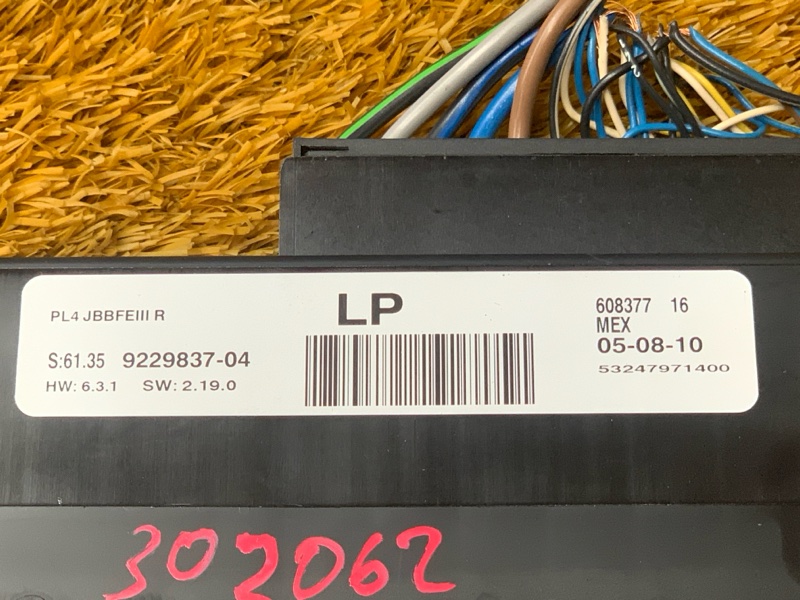 PL4 JBBFEIII R
LP
608377 16
MEX
S:61.35 9229837-04
05-08-10
HW: 6.3.1 SW: 2.19.0
53247971400
302062